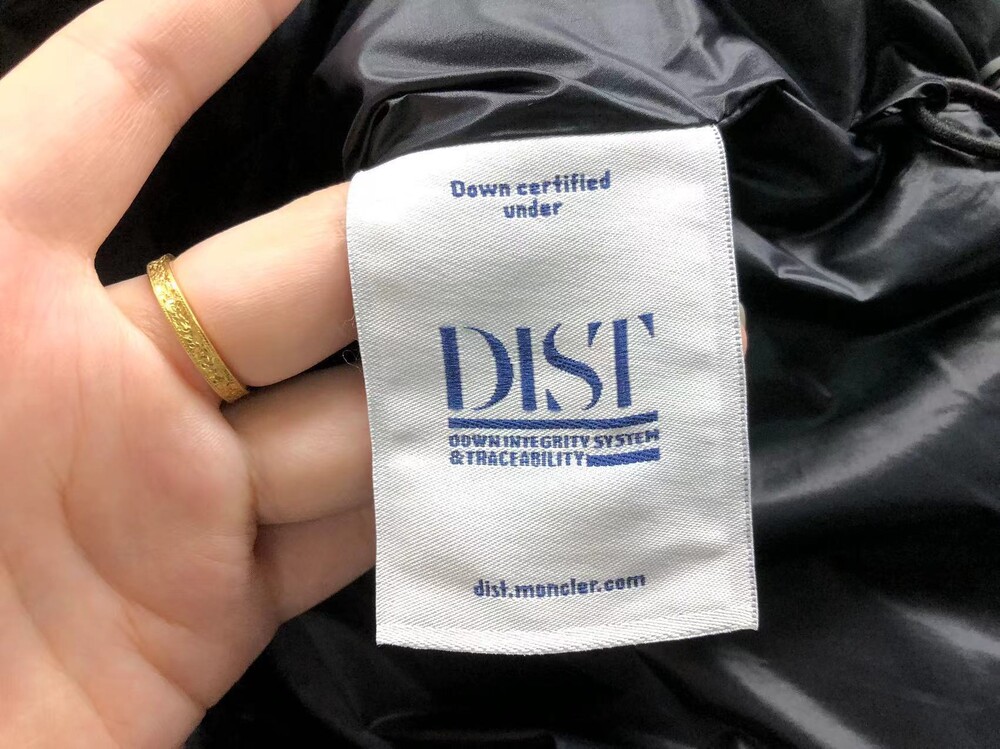 Down certified
under
DIST
DOWN INTEGRITY SYSTEM
&TRACEABILITY
dist.moncler.com